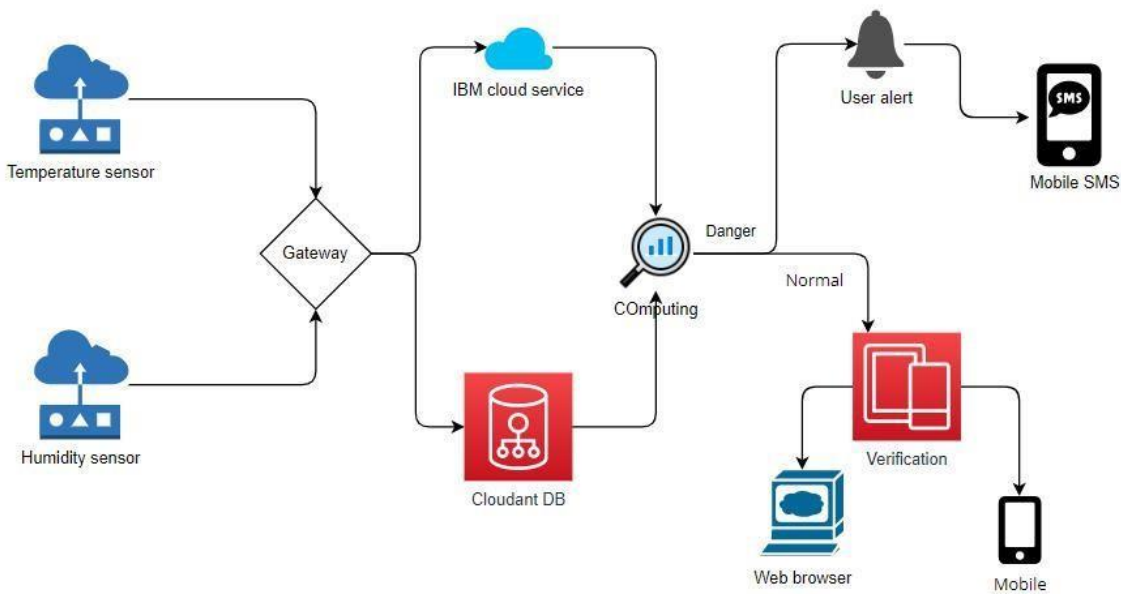 IBM cloud service
User alert
SMS
Temperature sensor
Mobile SMS
Danger
Gateway
Normal
COmputing
Humidity sensor
Verification
Cloudant DB
Web browser
Mobile